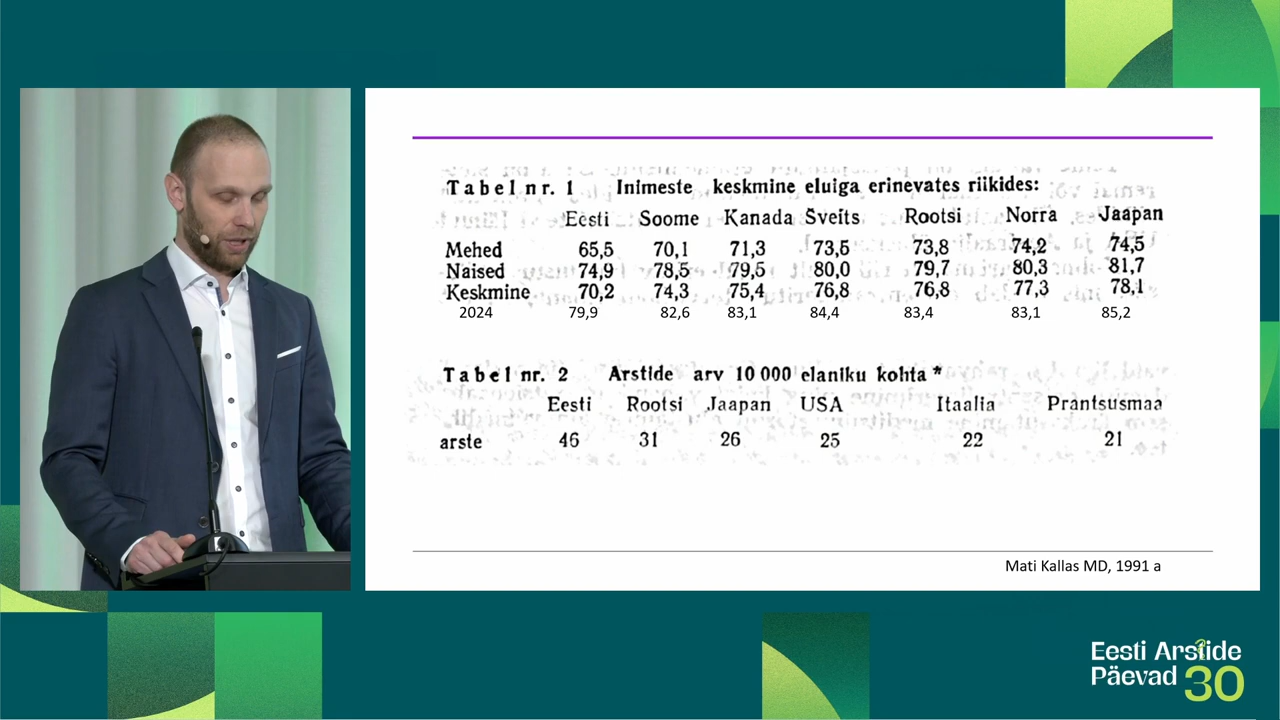 Tabel nr. 1 Inimeste keskmine eluiga erinevates riikides:
Eesti Soome Kanada Šveits Rootsi Norra Jaapan
Mehed 65,5 70,1 71,3 73,5 73,8 74,2 74,5
Naised 74,9 78,5 79,5 80,0 79,7 80,3 81,7
Keskmine 70,2 74,3 75,4 76,8 76,8 77,3 78,1
2024 79,9 82,6 83,1 84,4 83,4 83,1 85,2
Tabel nr. 2 Arstide arv 10 000 elaniku kohta *
Eesti Rootsi Jaapan USA Itaalia Prantsusmaa
arste 46 31 26 25 22 21
Mati Kallas MD, 1991 a
Eesti Arstide
Päevad 30